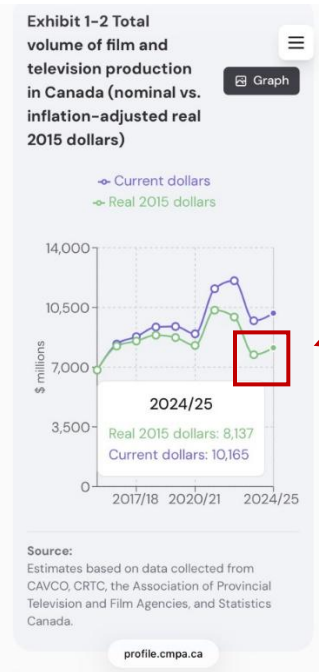 Exhibit 1-2 Total
volume of film and
television production
in Canada (nominal vs.
inflation-adjusted real
2015 dollars)
Graph
Current dollars
Real 2015 dollars
14,000
10,500
7,000
3,500
0
$ millions
2024/25
Real 2015 dollars: 8,137
Current dollars: 10,165
2017/18 2020/21 2024/25
Source:
Estimates based on data collected from
CAVCO, CRTC, the Association of Provincial
Television and Film Agencies, and Statistics
Canada.
profile.cmpa.ca